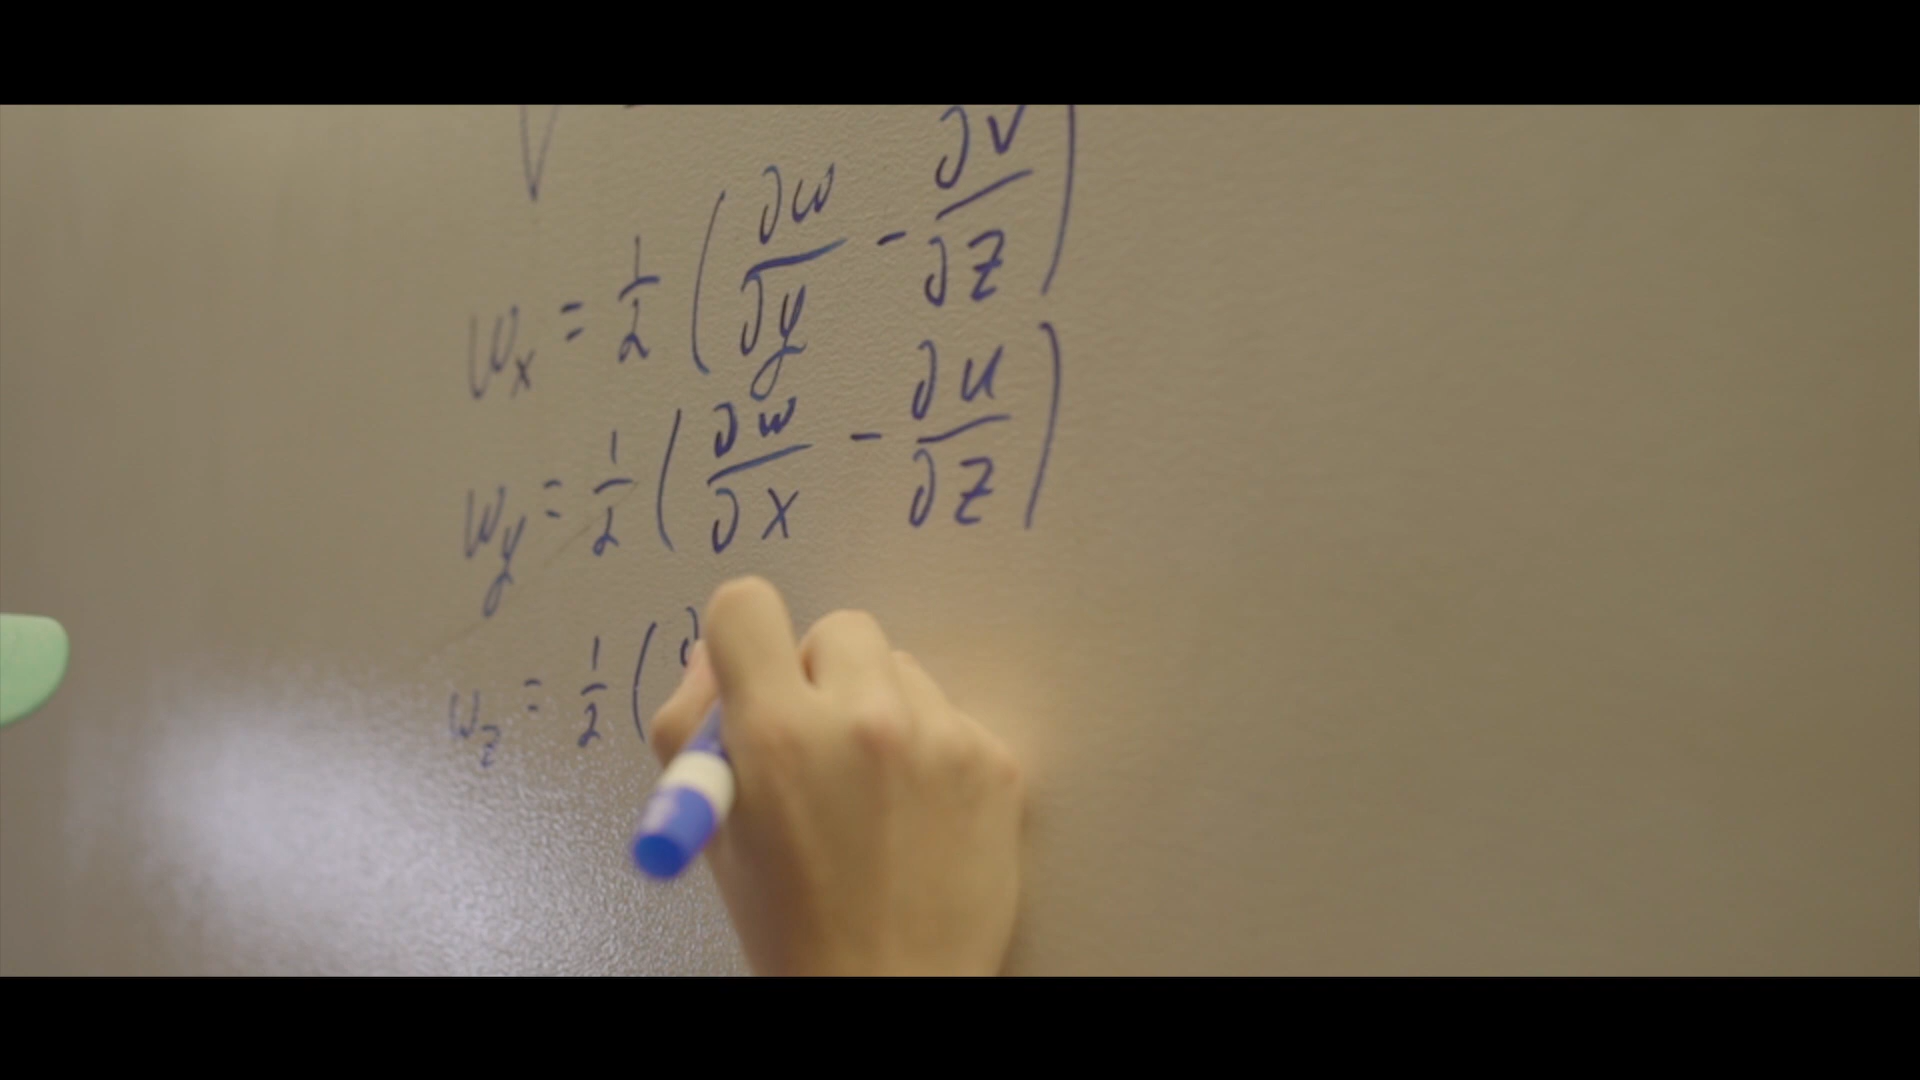 ωx = 1/2 (∂w/∂y - ∂v/∂z)
ωy = 1/2 (∂w/∂x - ∂u/∂z)
ωz = 1/2 (∂